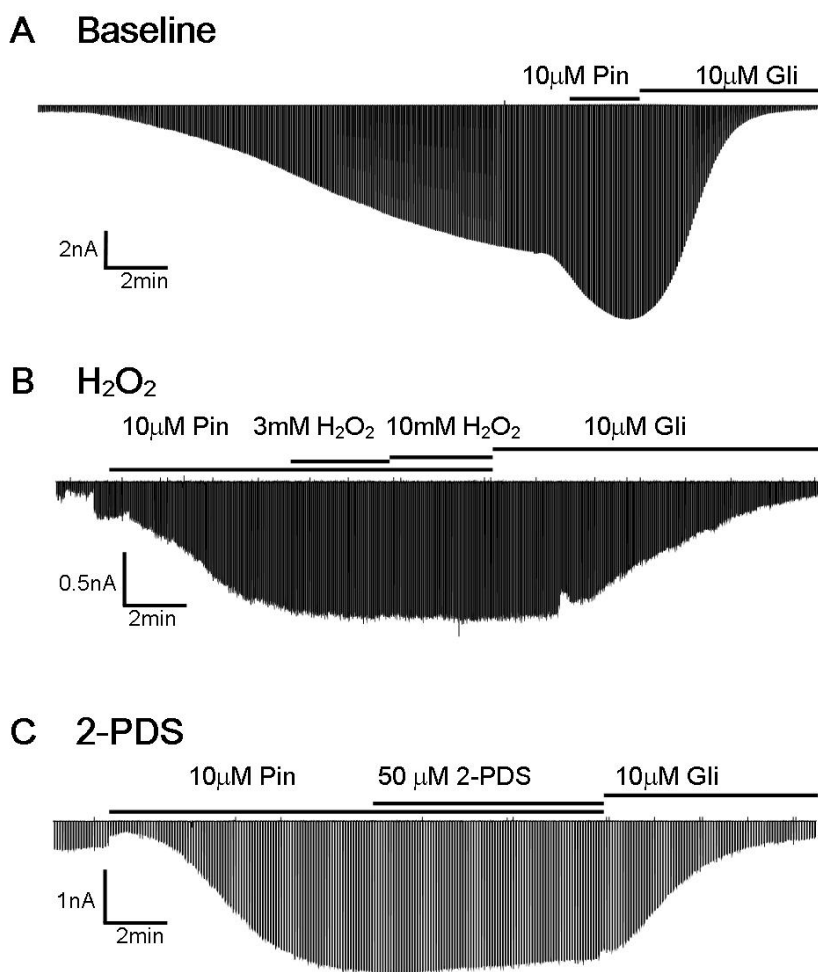 A Baseline
10μM Pin 10μM Gli
2nA
2min
B H₂O₂
10μM Pin 3mM H₂O₂ 10mM H₂O₂ 10μM Gli
0.5nA
2min
C 2-PDS
10μM Pin 50 μM 2-PDS 10μM Gli
1nA
2min